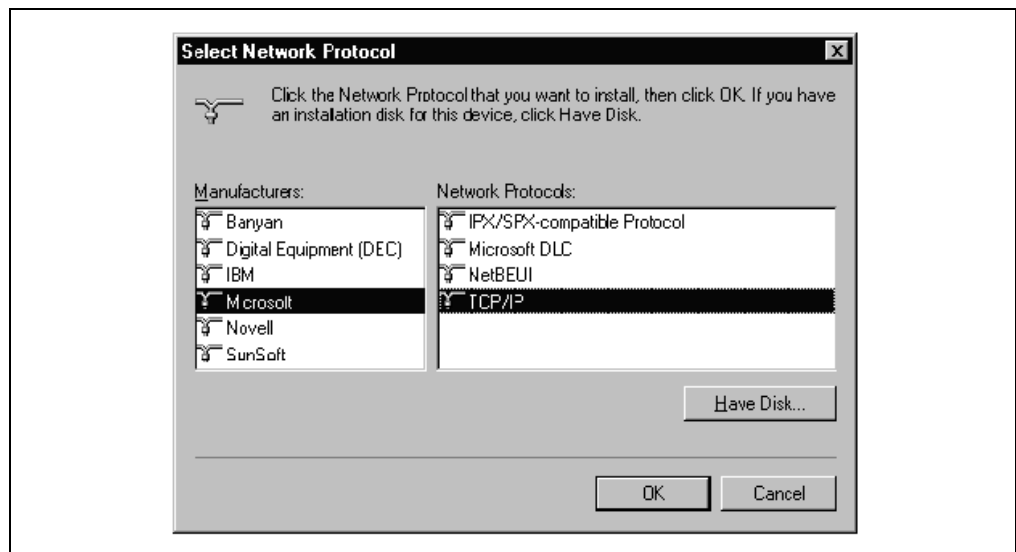 Select Network Protocol
Click the Network Protocol that you want to install, then click OK. If you have
an installation disk for this device, click Have Disk.
Manufacturers:
Banyan
Digital Equipment (DEC)
IBM
Microsoft
Novell
SunSoft
Network Protocols:
IPX/SPX-compatible Protocol
Microsoft DLC
NetBEUI
TCP/IP
Have Disk...
OK
Cancel